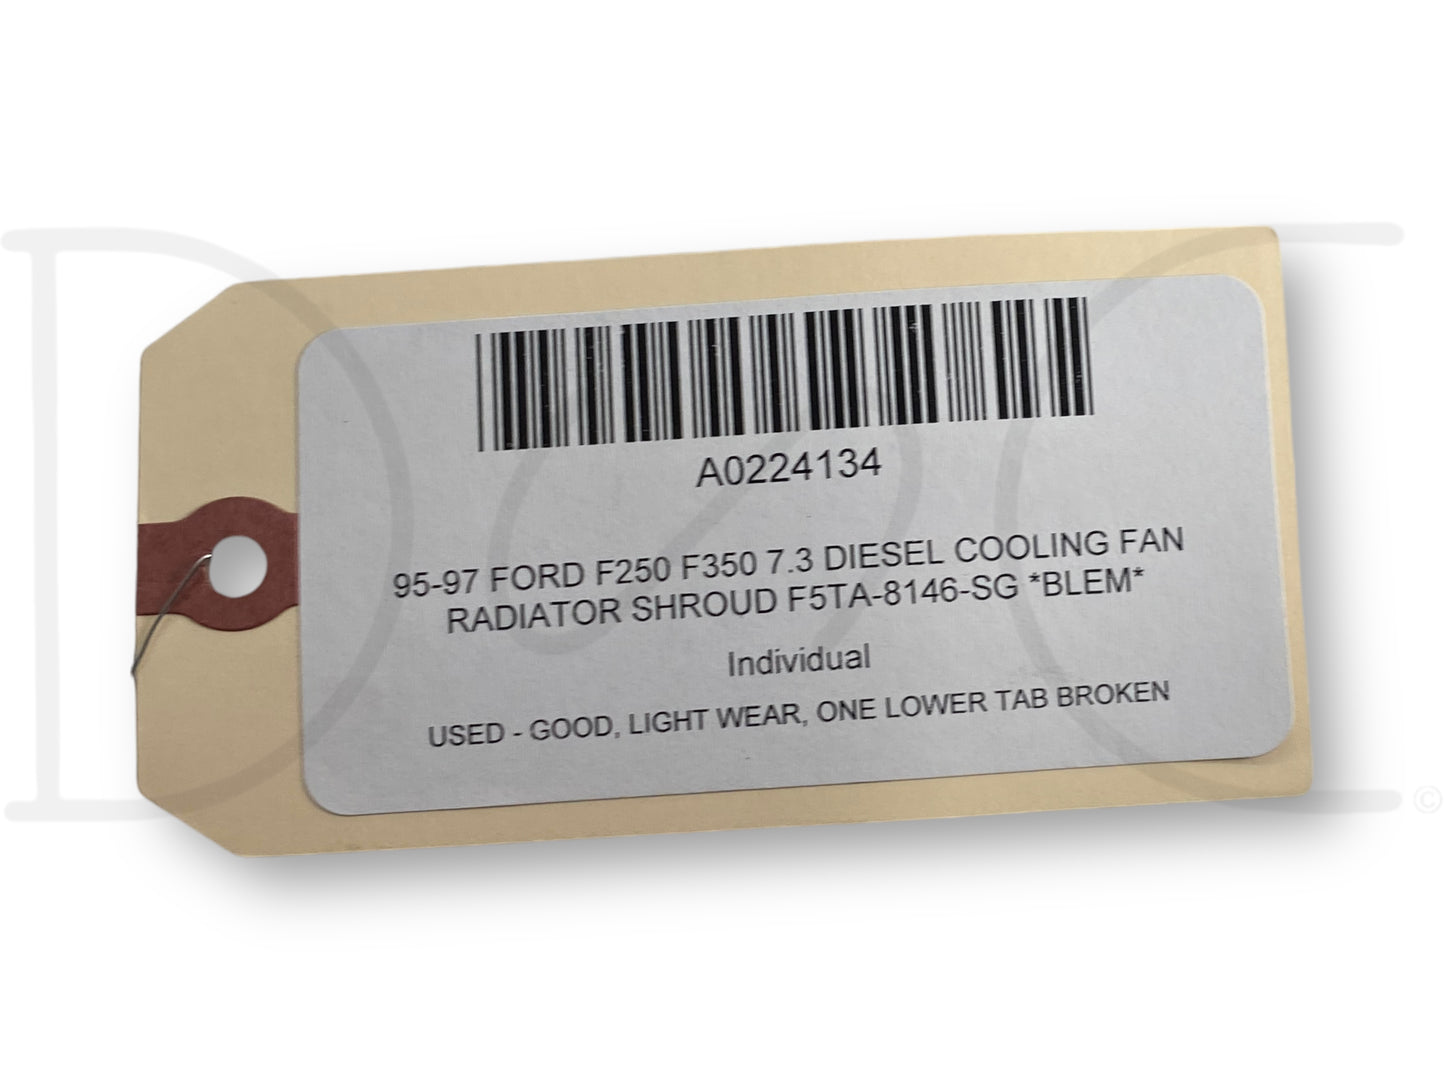 A0224134
95-97 FORD F250 F350 7.3 DIESEL COOLING FAN
RADIATOR SHROUD F5TA-8146-SG *BLEM*
Individual
USED - GOOD, LIGHT WEAR, ONE LOWER TAB BROKEN
©